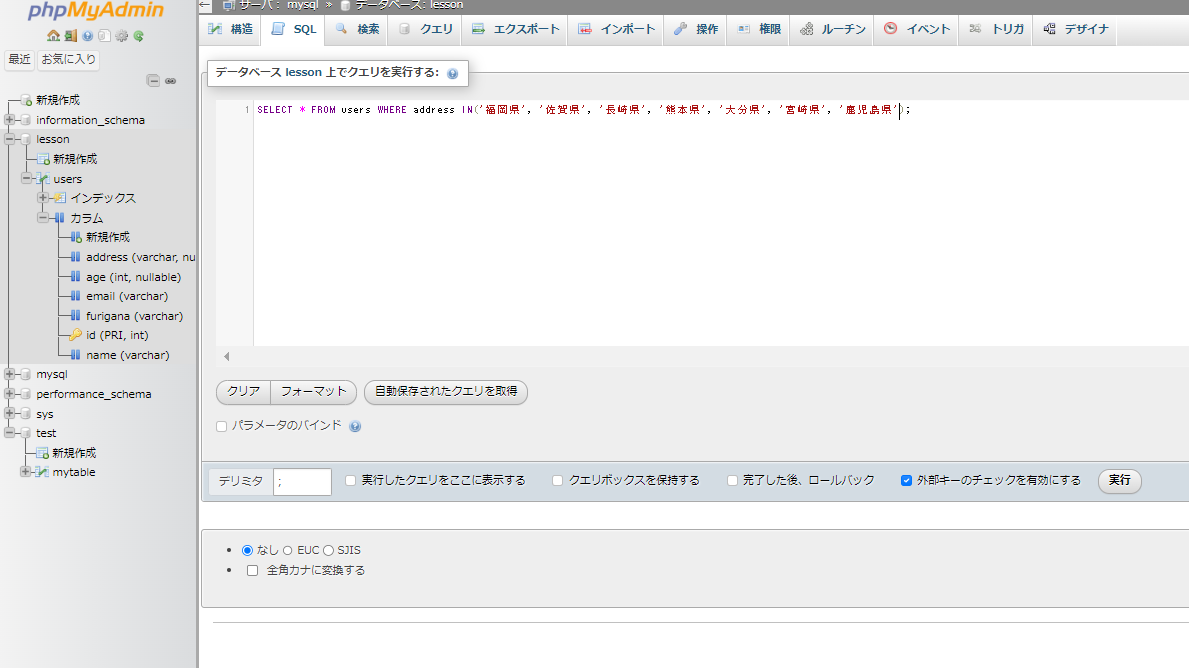 phpMyAdmin
最近 お気に入り
新規作成
information_schema
lesson
新規作成
users
インデックス
カラム
新規作成
address (varchar, nu
age (int, nullable)
email (varchar)
furigana (varchar)
id (PRI, int)
name (varchar)
mysql
performance_schema
sys
test
新規作成
mytable
サーバ: mysql » データベース: lesson
構造 SQL 検索 クエリ エクスポート インポート 操作 権限 ルーチン イベント トリガ デザイナ
データベース lesson 上でクエリを実行する:
1 SELECT * FROM users WHERE address IN('福岡県', '佐賀県', '長崎県', '熊本県', '大分県', '宮崎県', '鹿児島県');
クリア フォーマット 自動保存されたクエリを取得
パラメータのバインド
デリミタ ; 実行したクエリをここに表示する クエリボックスを保持する 完了した後、ロールバック 外部キーのチェックを有効にする 実行
なし EUC SJIS
全角カナに変換する